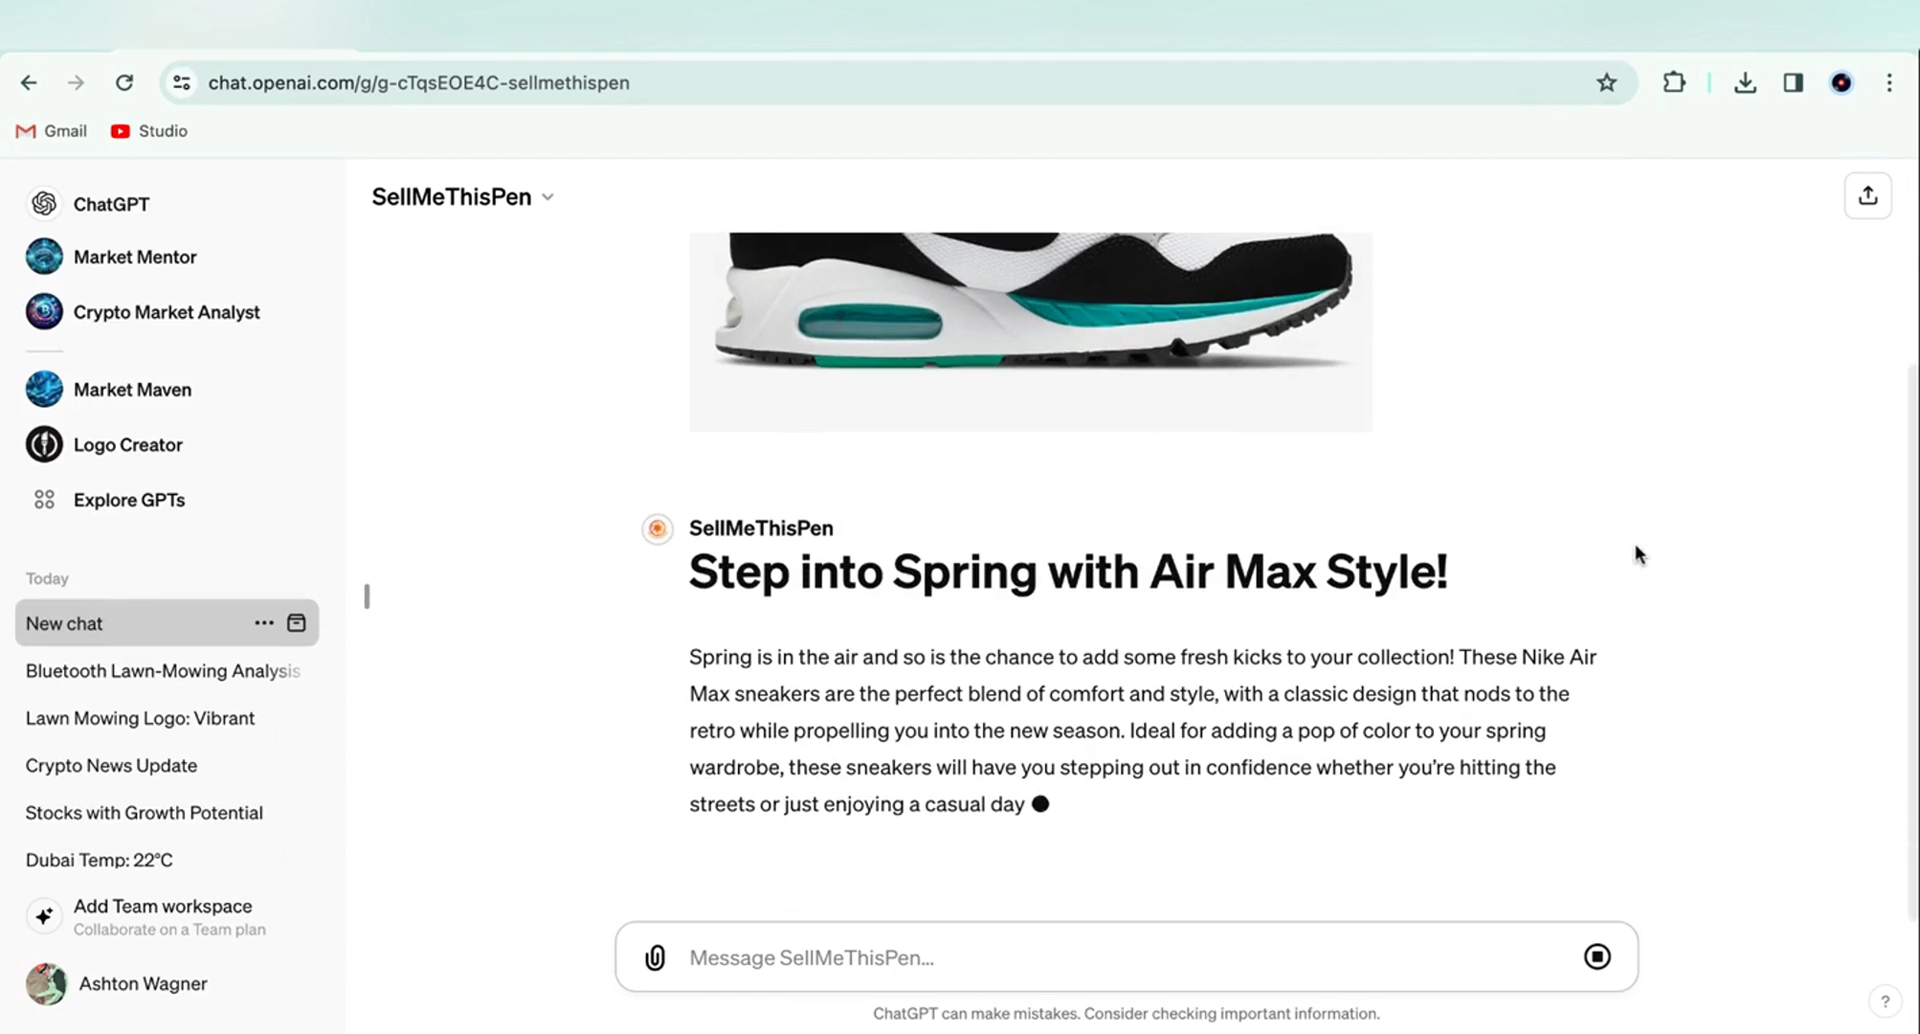 chat.openai.com/g/g-cTqsEOE4C-sellmethispen
Gmail
Studio
ChatGPT
Market Mentor
Crypto Market Analyst
Market Maven
Logo Creator
Explore GPTs
Today
New chat
Bluetooth Lawn-Mowing Analysis
Lawn Mowing Logo: Vibrant
Crypto News Update
Stocks with Growth Potential
Dubai Temp: 22°C
Add Team workspace
Collaborate on a Team plan
Ashton Wagner
SellMeThisPen
SellMeThisPen
Step into Spring with Air Max Style!
Spring is in the air and so is the chance to add some fresh kicks to your collection! These Nike Air
Max sneakers are the perfect blend of comfort and style, with a classic design that nods to the
retro while propelling you into the new season. Ideal for adding a pop of color to your spring
wardrobe, these sneakers will have you stepping out in confidence whether you're hitting the
streets or just enjoying a casual day
Message SellMeThisPen...
ChatGPT can make mistakes. Consider checking important information.
?